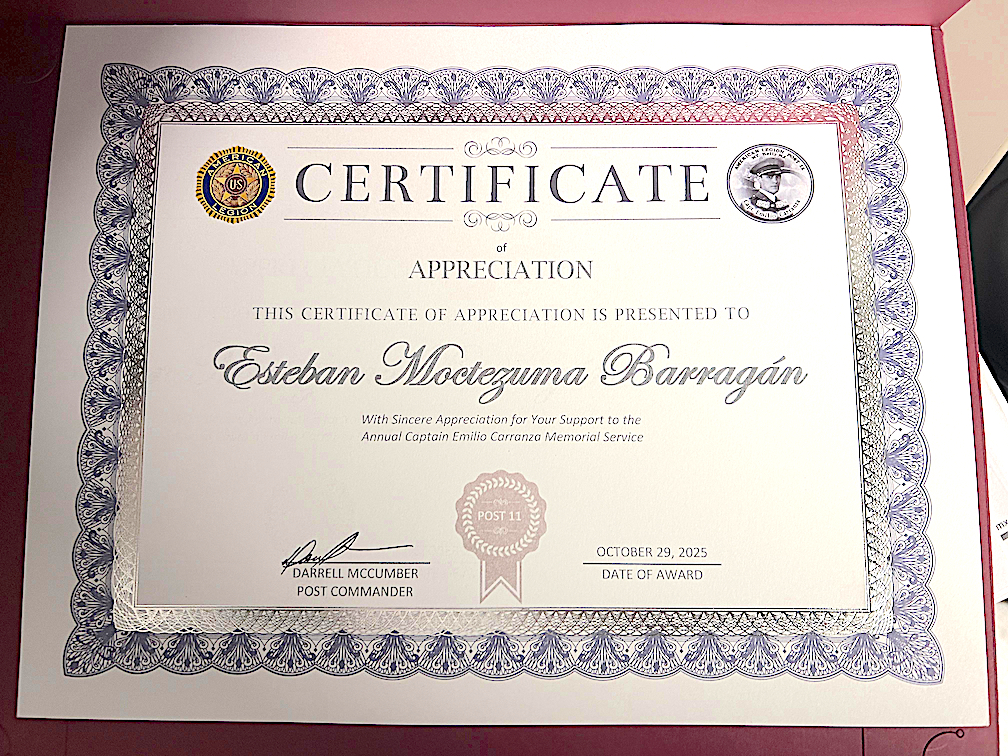 AMERICAN
US
LEGION
CERTIFICATE
of
APPRECIATION
THIS CERTIFICATE OF APPRECIATION IS PRESENTED TO
Esteban Moctezuma Barragán
With Sincere Appreciation for Your Support to the
Annual Captain Emilio Carranza Memorial Service
POST 11
DARRELL MCCUMBER
POST COMMANDER
OCTOBER 29, 2025
DATE OF AWARD